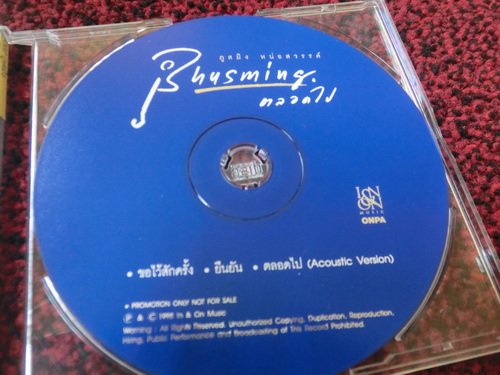 ภูสมิง หน่อสวรรค์
Bhusming.
ตลอดไป
IN ON
MUSIC
ONPA
• ขอไว้สักครั้ง • ยืนยัน • ตลอดไป (Acoustic Version)
• PROMOTION ONLY NOT FOR SALE
℗ & © 1995 In & On Music
Warning : All Rights Reserved. Unauthorized Copying, Duplication, Reproduction,
Hiring, Public Performance and Broadcasting of This Record Prohibited.